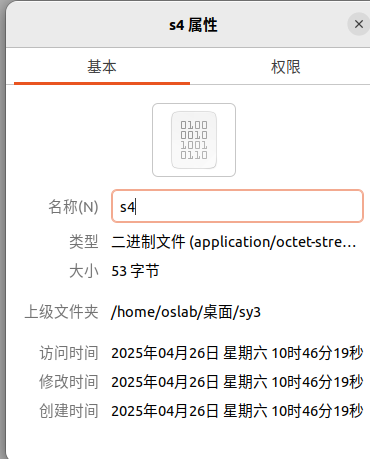 s4 属性
基本 权限
0100
0010
1001
0110
名称(N) s4
类型 二进制文件 (application/octet-stre…
大小 53 字节
上级文件夹 /home/oslab/桌面/sy3
访问时间 2025年04月26日 星期六 10时46分19秒
修改时间 2025年04月26日 星期六 10时46分19秒
创建时间 2025年04月26日 星期六 10时46分19秒